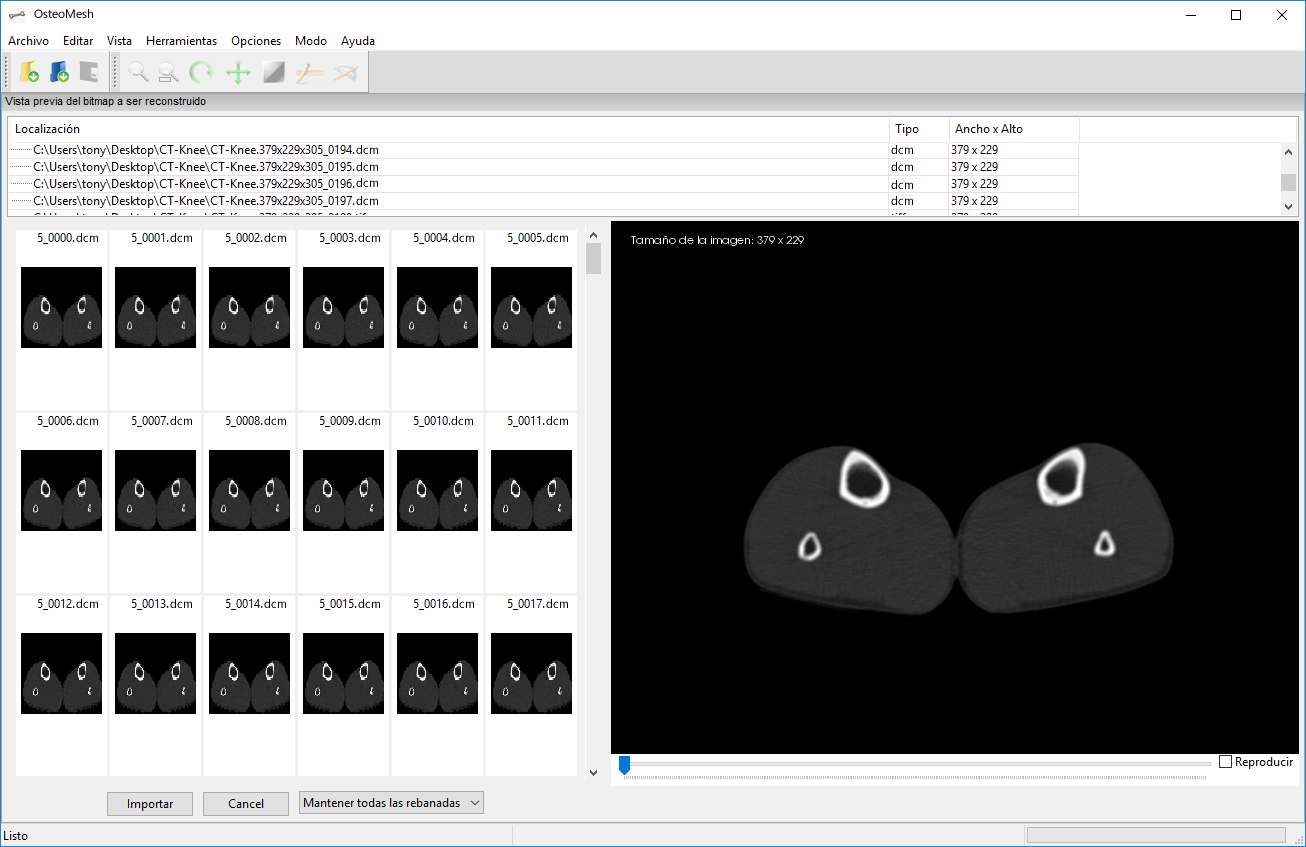 OsteoMesh
Archivo Editar Vista Herramientas Opciones Modo Ayuda
Vista previa del bitmap a ser reconstruido
Localización Tipo Ancho x Alto
C:\Users\tony\Desktop\CT-Knee\CT-Knee.379x229x305_0194.dcm dcm 379 x 229
C:\Users\tony\Desktop\CT-Knee\CT-Knee.379x229x305_0195.dcm dcm 379 x 229
C:\Users\tony\Desktop\CT-Knee\CT-Knee.379x229x305_0196.dcm dcm 379 x 229
C:\Users\tony\Desktop\CT-Knee\CT-Knee.379x229x305_0197.dcm dcm 379 x 229
5_0000.dcm 5_0001.dcm 5_0002.dcm 5_0003.dcm 5_0004.dcm 5_0005.dcm
Tamaño de la imagen: 379 x 229
5_0006.dcm 5_0007.dcm 5_0008.dcm 5_0009.dcm 5_0010.dcm 5_0011.dcm
5_0012.dcm 5_0013.dcm 5_0014.dcm 5_0015.dcm 5_0016.dcm 5_0017.dcm
Reproducir
Importar Cancel Mantener todas las rebanadas
Listo